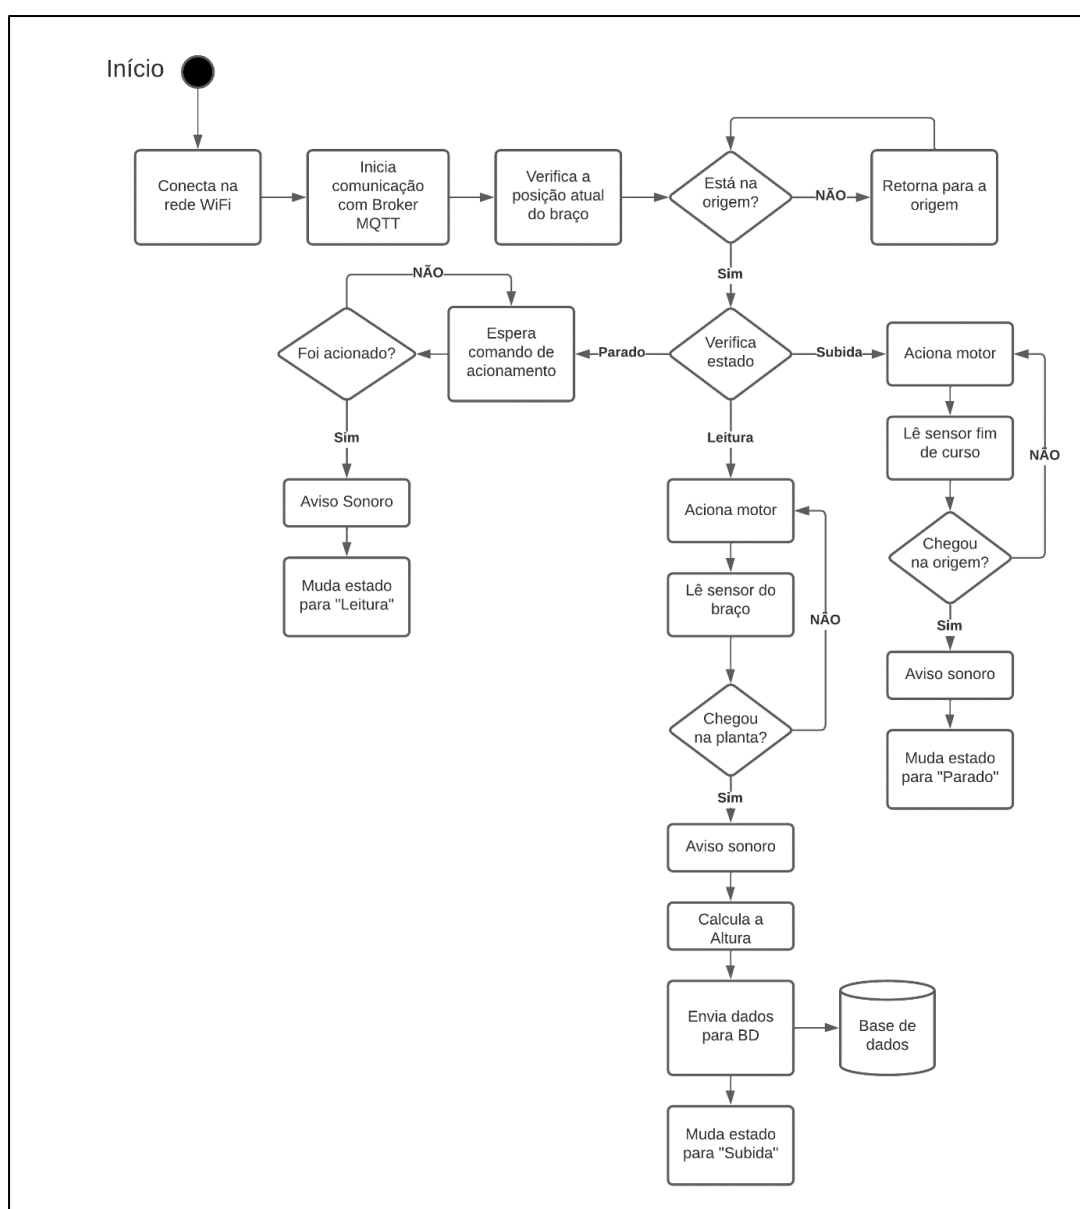 Início
Conecta na
rede WiFi
Inicia
comunicação
com Broker
MQTT
Verifica a
posição atual
do braço
Está na
origem?
NÃO
Retorna para a
origem
Sim
NÃO
Foi acionado?
Espera
comando de
acionamento
Parado
Verifica
estado
Subida
Aciona motor
Sim
Leitura
Lê sensor fim
de curso
NÃO
Aviso Sonoro
Aciona motor
Chegou
na origem?
Muda estado
para "Leitura"
Lê sensor do
braço
NÃO
Sim
Aviso sonoro
Chegou
na planta?
Muda estado
para "Parado"
Sim
Aviso sonoro
Calcula a
Altura
Envia dados
para BD
Base de
dados
Muda estado
para "Subida"